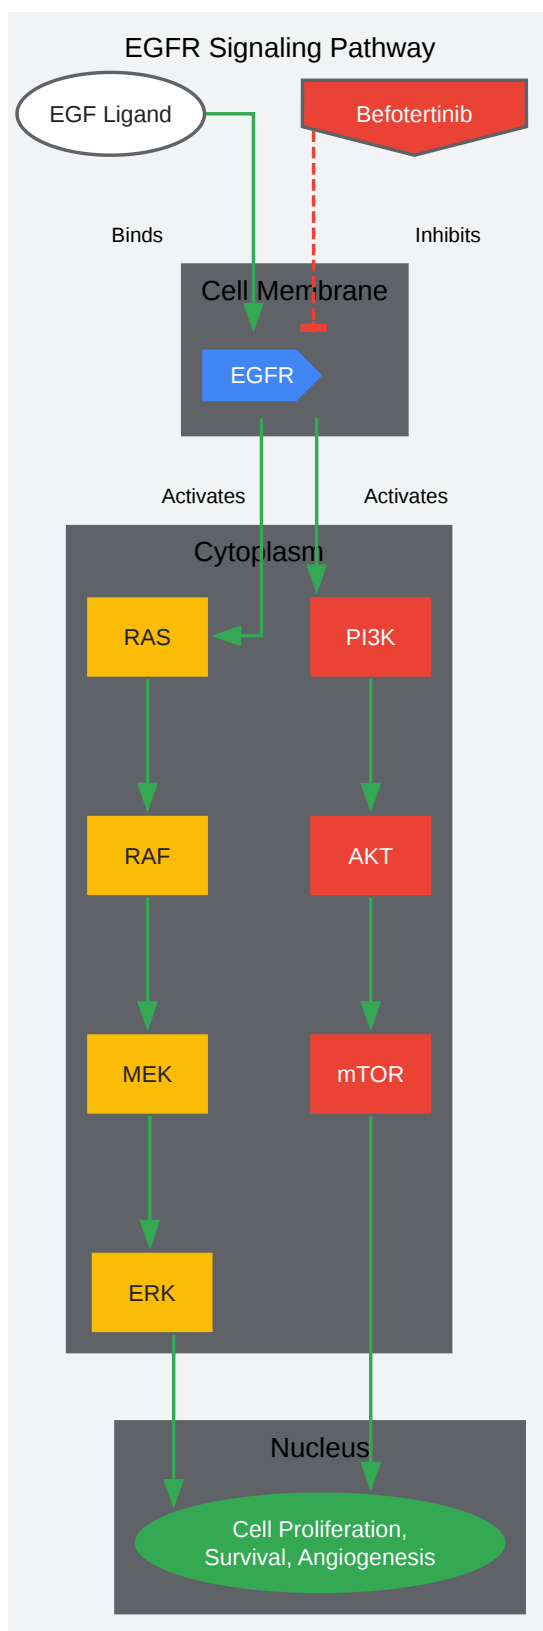 EGFR Signaling Pathway
EGF Ligand
Befotertinib
Binds
Inhibits
Cell Membrane
EGFR
Activates
Activates
Cytoplasm
RAS
PI3K
RAF
AKT
MEK
mTOR
ERK
Nucleus
Cell Proliferation,
Survival, Angiogenesis